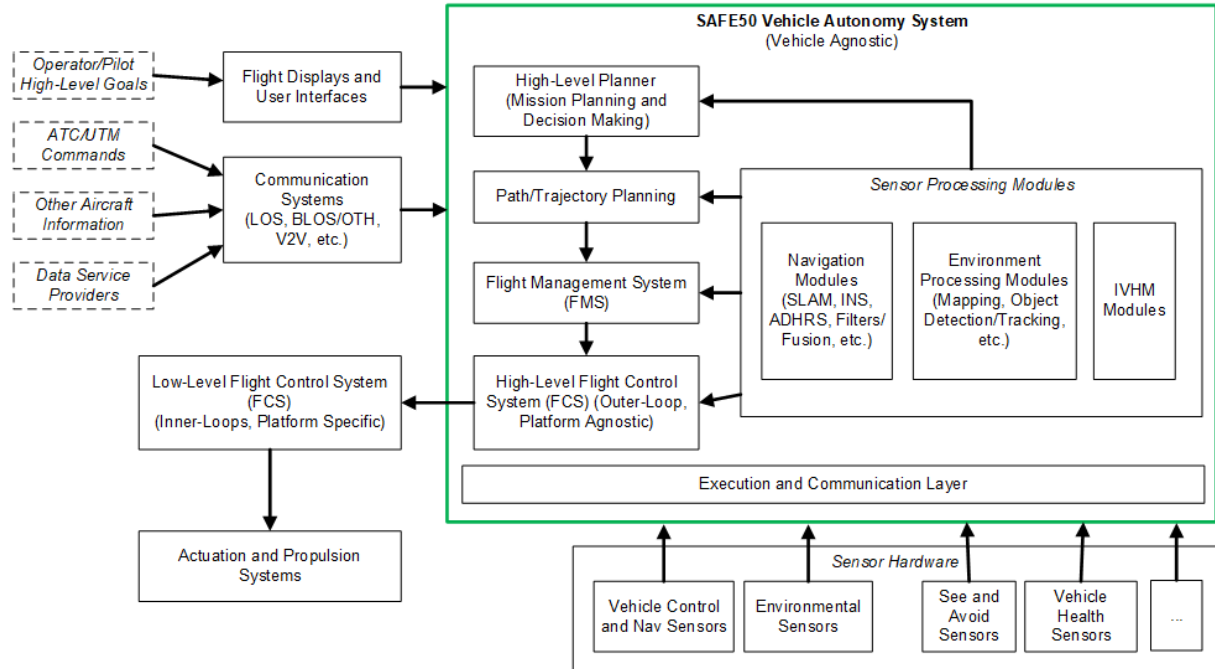 SAFE50 Vehicle Autonomy System
(Vehicle Agnostic)
Operator/Pilot
High-Level Goals
Flight Displays and
User Interfaces
High-Level Planner
(Mission Planning and
Decision Making)
ATC/UTM
Commands
Other Aircraft
Information
Data Service
Providers
Communication
Systems
(LOS, BLOS/OTH,
V2V, etc.)
Path/Trajectory Planning
Sensor Processing Modules
Navigation
Modules
(SLAM, INS,
ADHRS, Filters/
Fusion, etc.)
Environment
Processing Modules
(Mapping, Object
Detection/Tracking,
etc.)
IVHM
Modules
Flight Management System
(FMS)
Low-Level Flight Control System
(FCS)
(Inner-Loops, Platform Specific)
High-Level Flight Control
System (FCS) (Outer-Loop,
Platform Agnostic)
Execution and Communication Layer
Actuation and Propulsion
Systems
Sensor Hardware
Vehicle Control
and Nav Sensors
Environmental
Sensors
See and
Avoid
Sensors
Vehicle
Health
Sensors
...